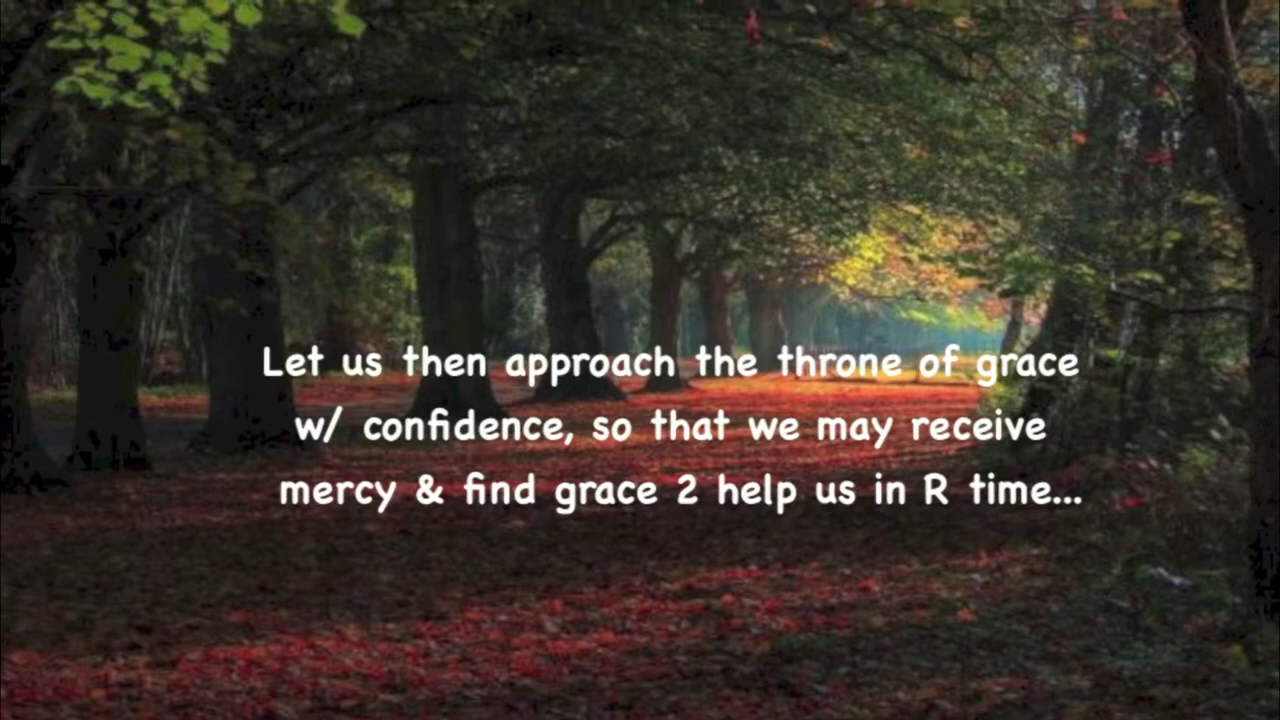 Let us then approach the throne of grace
w/ confidence, so that we may receive
mercy & find grace 2 help us in R time...